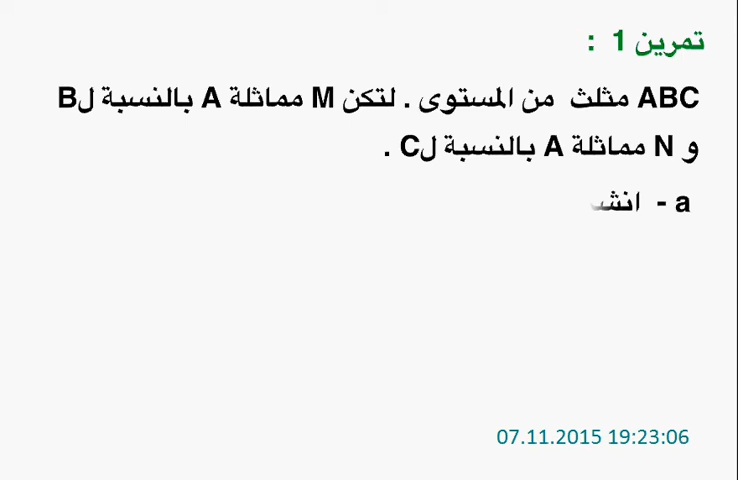 تمرين 1 :
ABC مثلث من المستوى . لتكن M مماثلة A بالنسبة لB
و N مماثلة A بالنسبة لC .
a -
07.11.2015 19:23:06